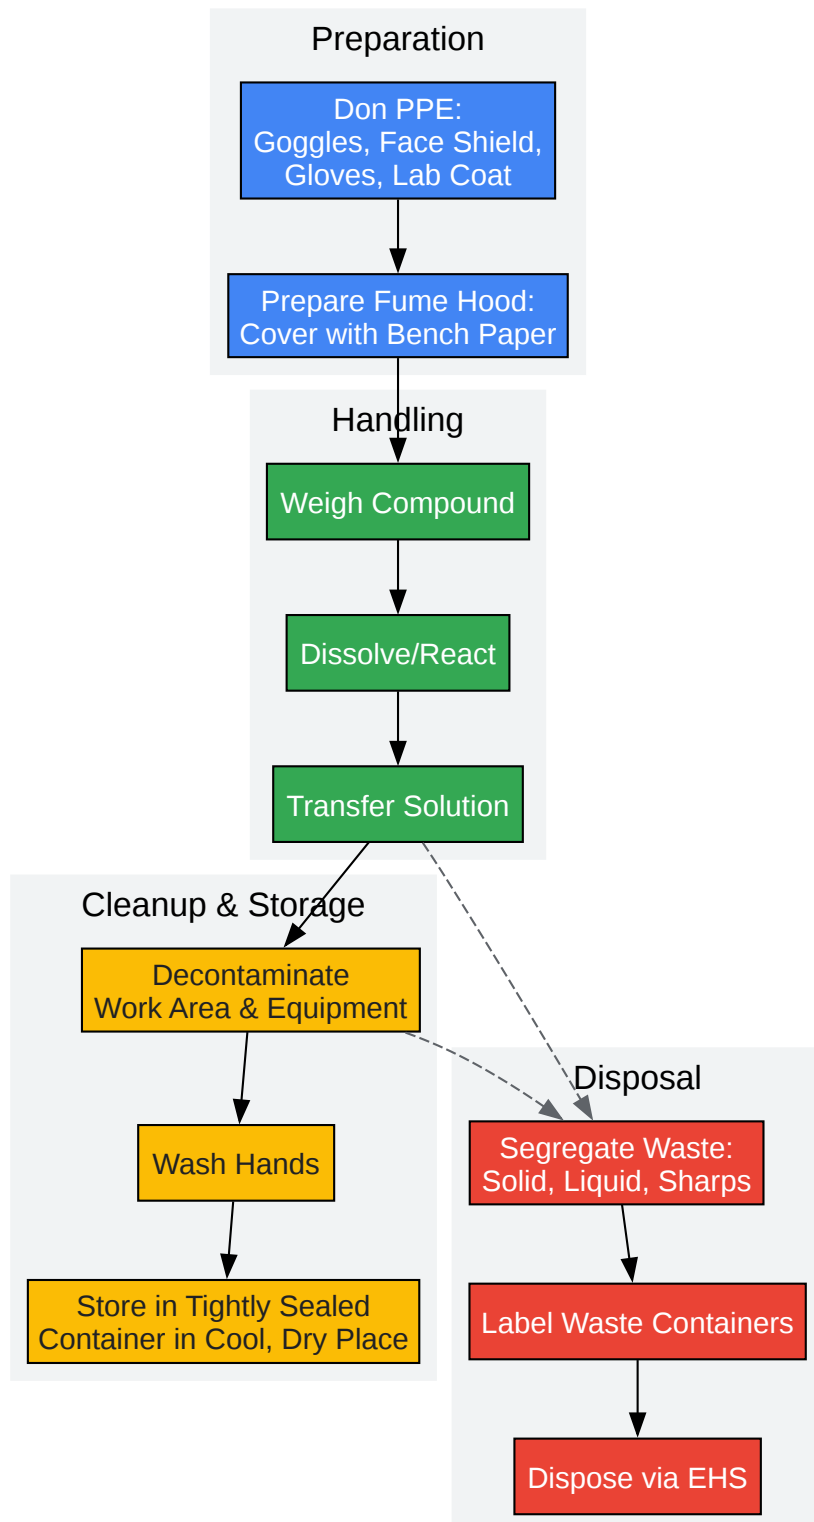 Preparation
Don PPE:
Goggles, Face Shield,
Gloves, Lab Coat
Prepare Fume Hood:
Cover with Bench Paper
Handling
Weigh Compound
Dissolve/React
Transfer Solution
Cleanup & Storage
Decontaminate
Work Area & Equipment
Wash Hands
Store in Tightly Sealed
Container in Cool, Dry Place
Disposal
Segregate Waste:
Solid, Liquid, Sharps
Label Waste Containers
Dispose via EHS